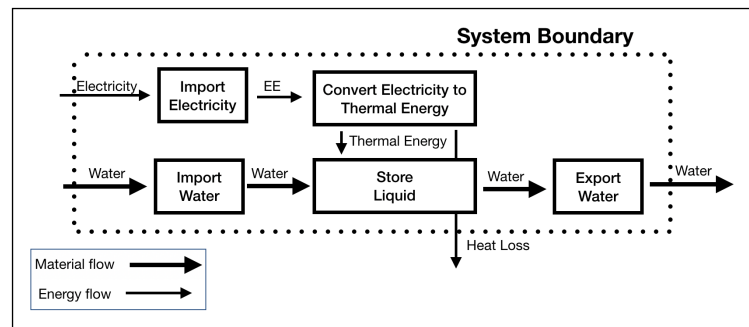 System Boundary
Electricity
Import
Electricity
EE
Convert Electricity to
Thermal Energy
Thermal Energy
Water
Import
Water
Water
Store
Liquid
Water
Export
Water
Water
Heat Loss
Material flow
Energy flow